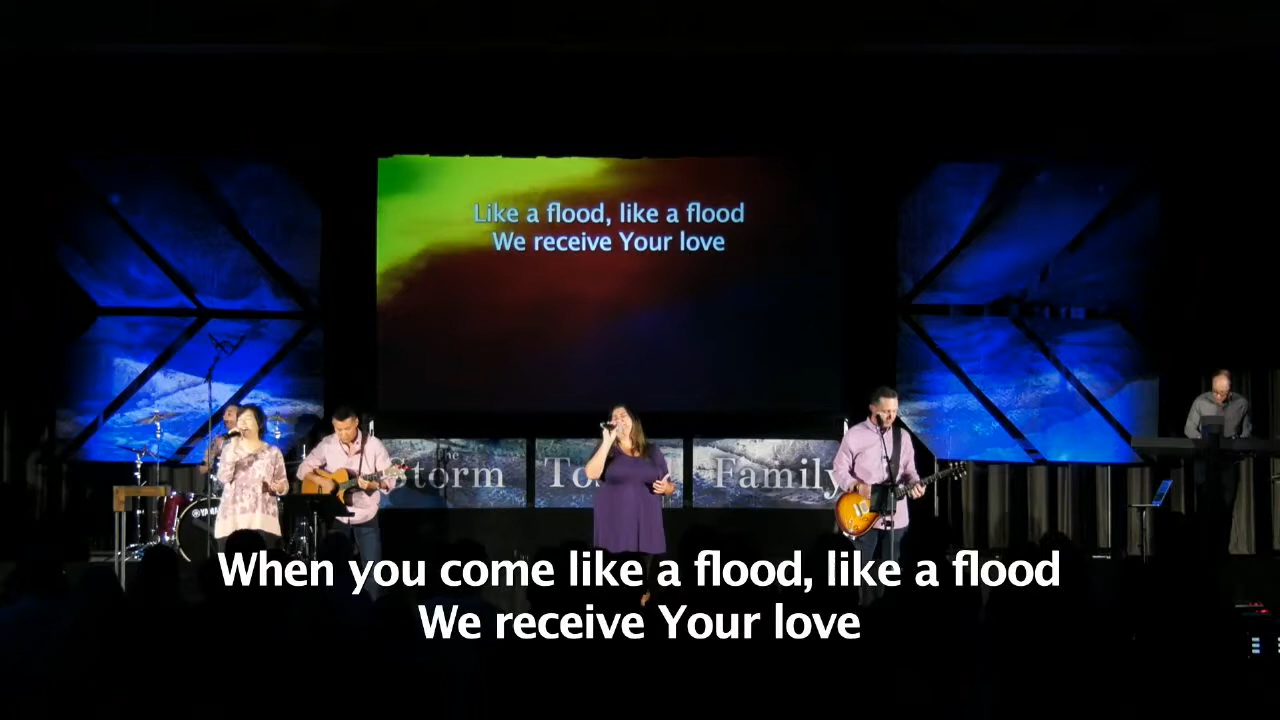 Like a flood, like a flood
We receive Your love
the
Storm Family
When you come like a flood, like a flood
We receive Your love